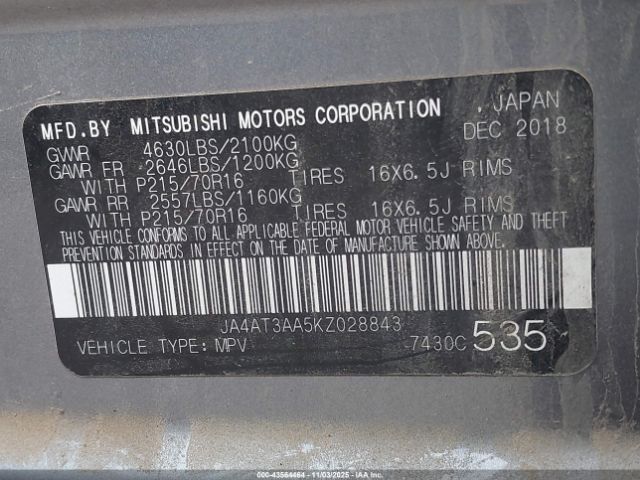 MFD.BY MITSUBISHI MOTORS CORPORATION , JAPAN
GVWR 4630LBS/2100KG DEC 2018
GAWR FR 2646LBS/1200KG
WITH P215/70R16 TIRES 16X6.5J RIMS
GAWR RR 2557LBS/1160KG
WITH P215/70R16 TIRES 16X6.5J RIMS
THIS VEHICLE CONFORMS TO ALL APPLICABLE FEDERAL MOTOR VEHICLE SAFETY AND THEFT
PREVENTION STANDARDS IN EFFECT ON THE DATE OF MANUFACTURE SHOWN ABOVE.
JA4AT3AA5KZ028843
VEHICLE TYPE: MPV 7430C 535
000-43564464 - 11/03/2025 - IAA Inc.